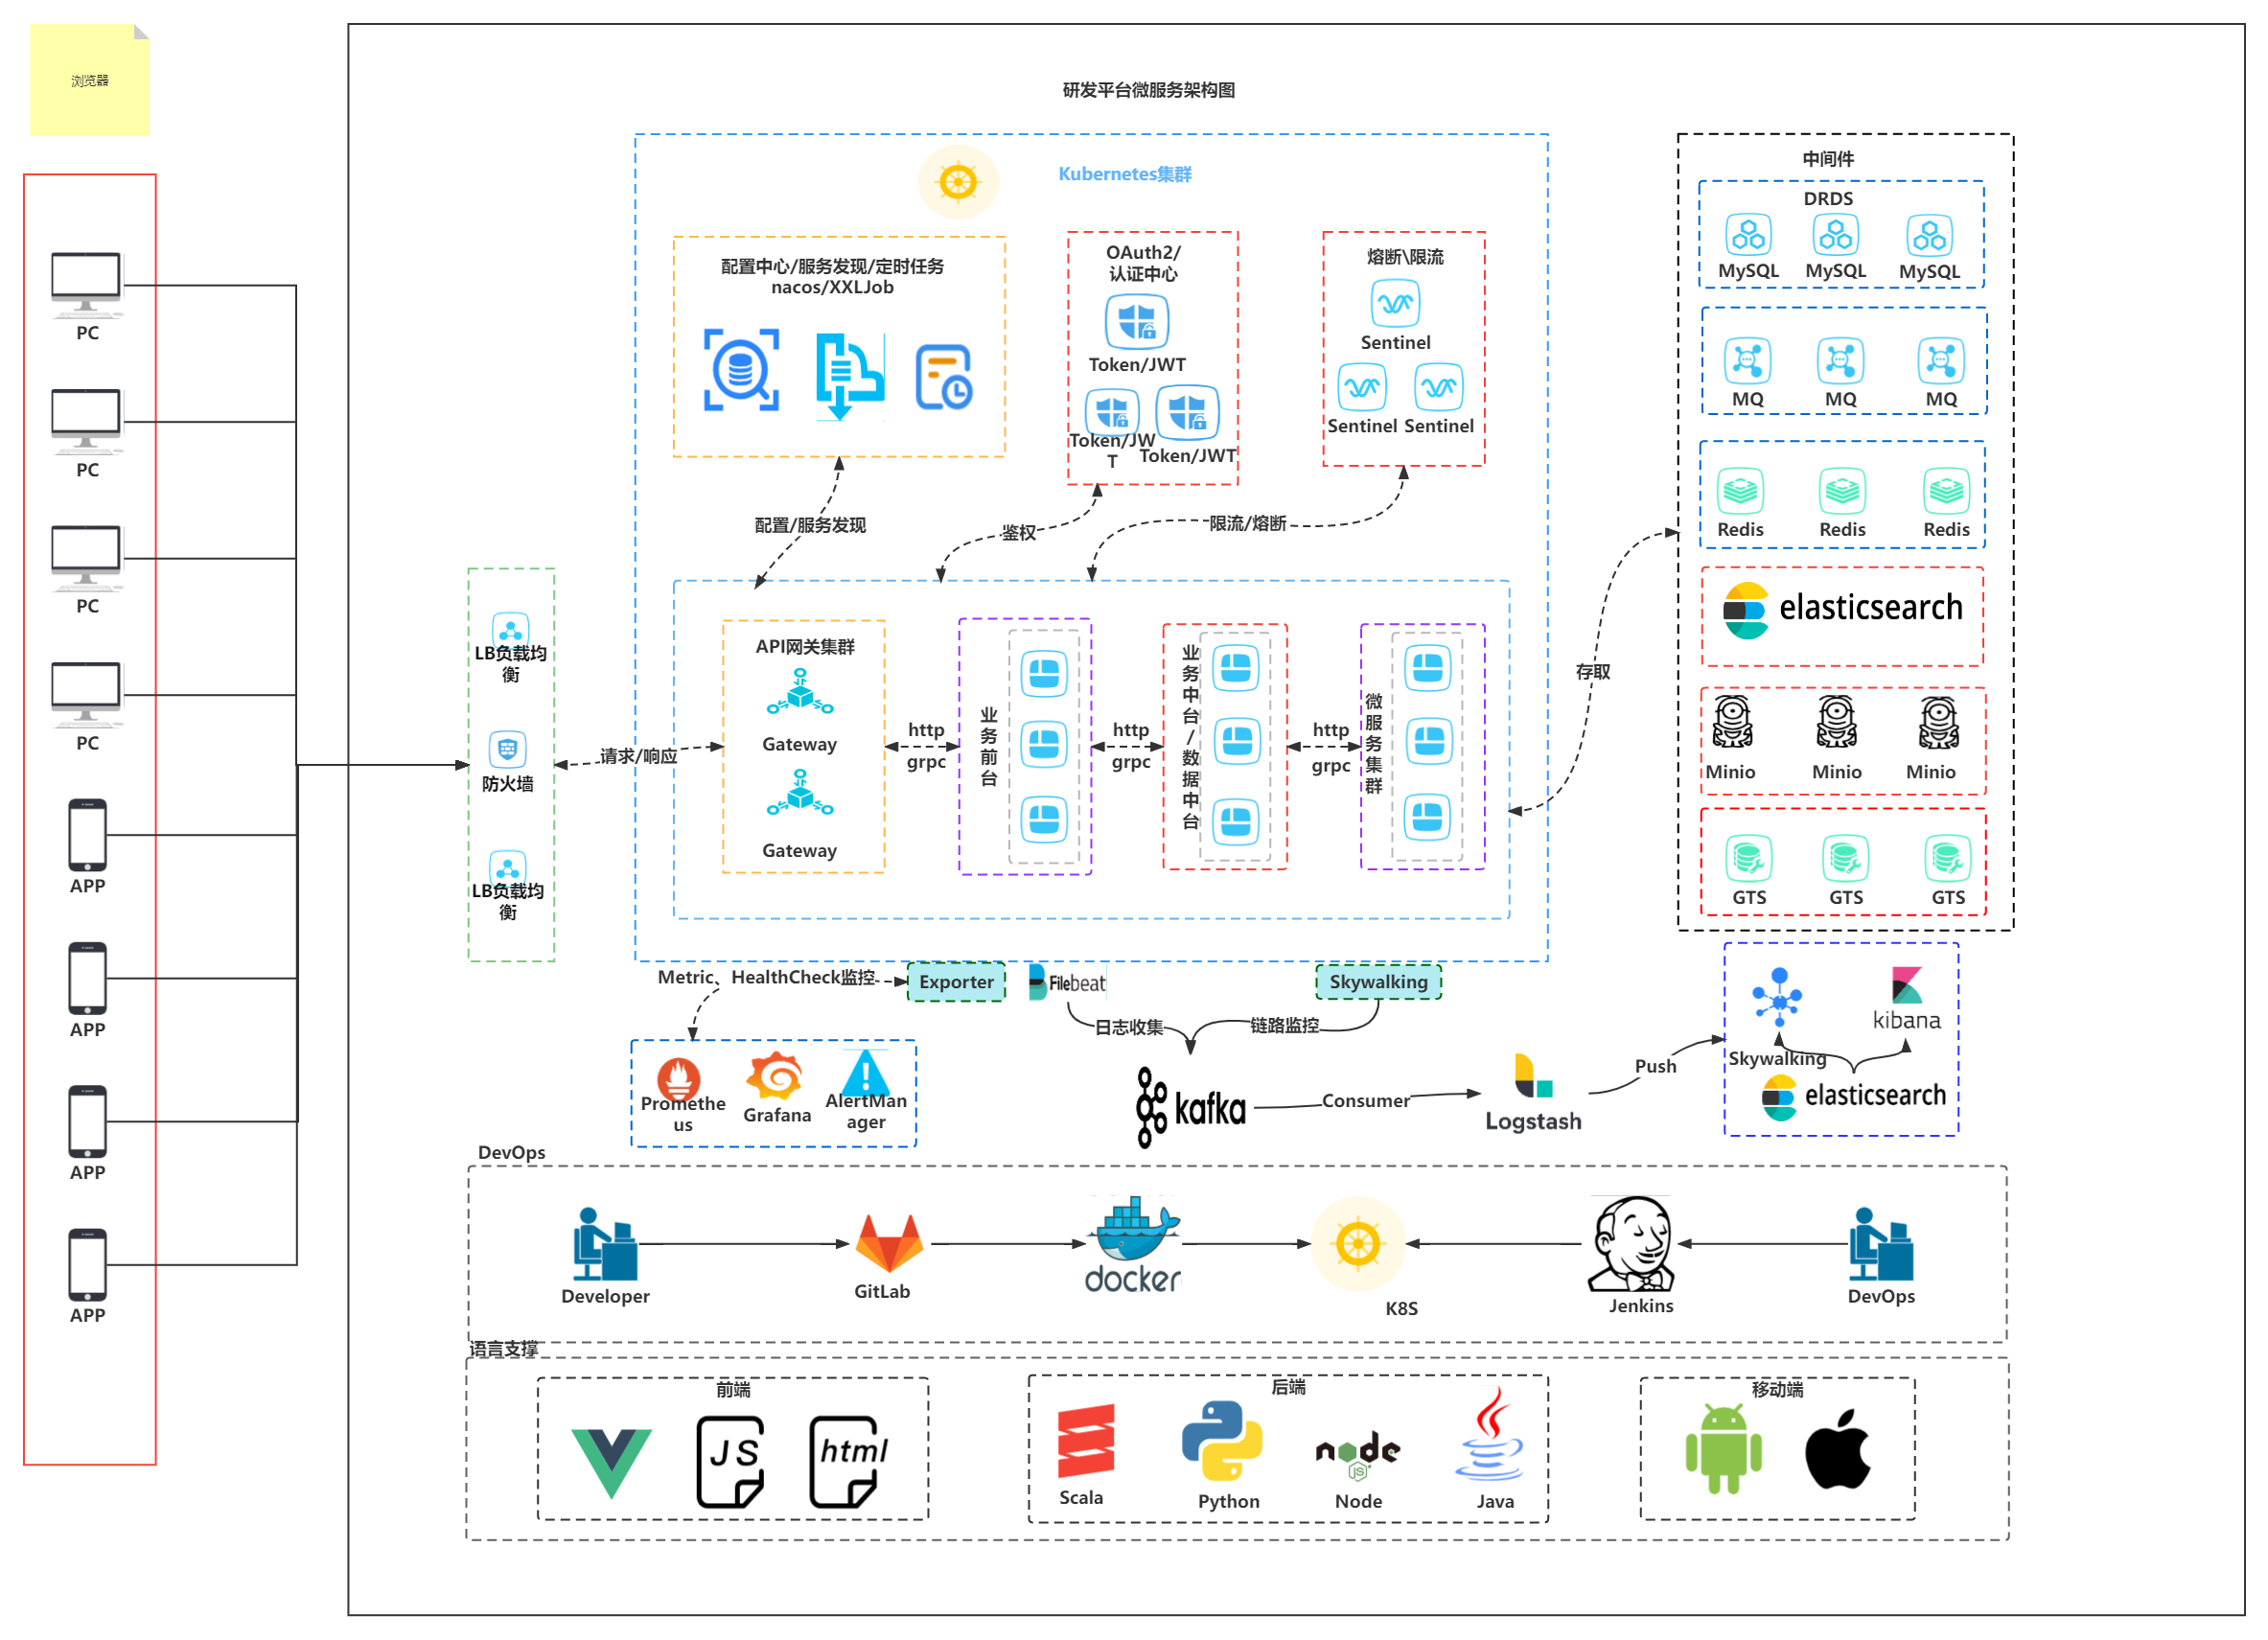 浏览器
研发平台微服务架构图
PC
PC
PC
PC
APP
APP
APP
APP
LB负载均
衡
防火墙
LB负载均
衡
请求/响应
Kubernetes集群
配置中心/服务发现/定时任务
nacos/XXLJob
OAuth2/
认证中心
Token/JWT
Token/JW
T
Token/JWT
熔断\限流
Sentinel
Sentinel
Sentinel
配置/服务发现
鉴权
限流/熔断
API网关集群
Gateway
Gateway
http
grpc
业务前台
http
grpc
业务中台/数据中台
http
grpc
微服务集群
存取
中间件
DRDS
MySQL
MySQL
MySQL
MQ
MQ
MQ
Redis
Redis
Redis
elasticsearch
Minio
Minio
Minio
GTS
GTS
GTS
Metric、
HealthCheck监控
Exporter
Filebeat
Skywalking
日志收集
链路监控
Promethe
us
Grafana
AlertMan
ager
kafka
Consumer
Logstash
Push
Skywalking
kibana
elasticsearch
DevOps
Developer
GitLab
docker
K8S
Jenkins
DevOps
语言支撑
前端
JS
html
后端
Scala
Python
node
JS
Node
Java
移动端